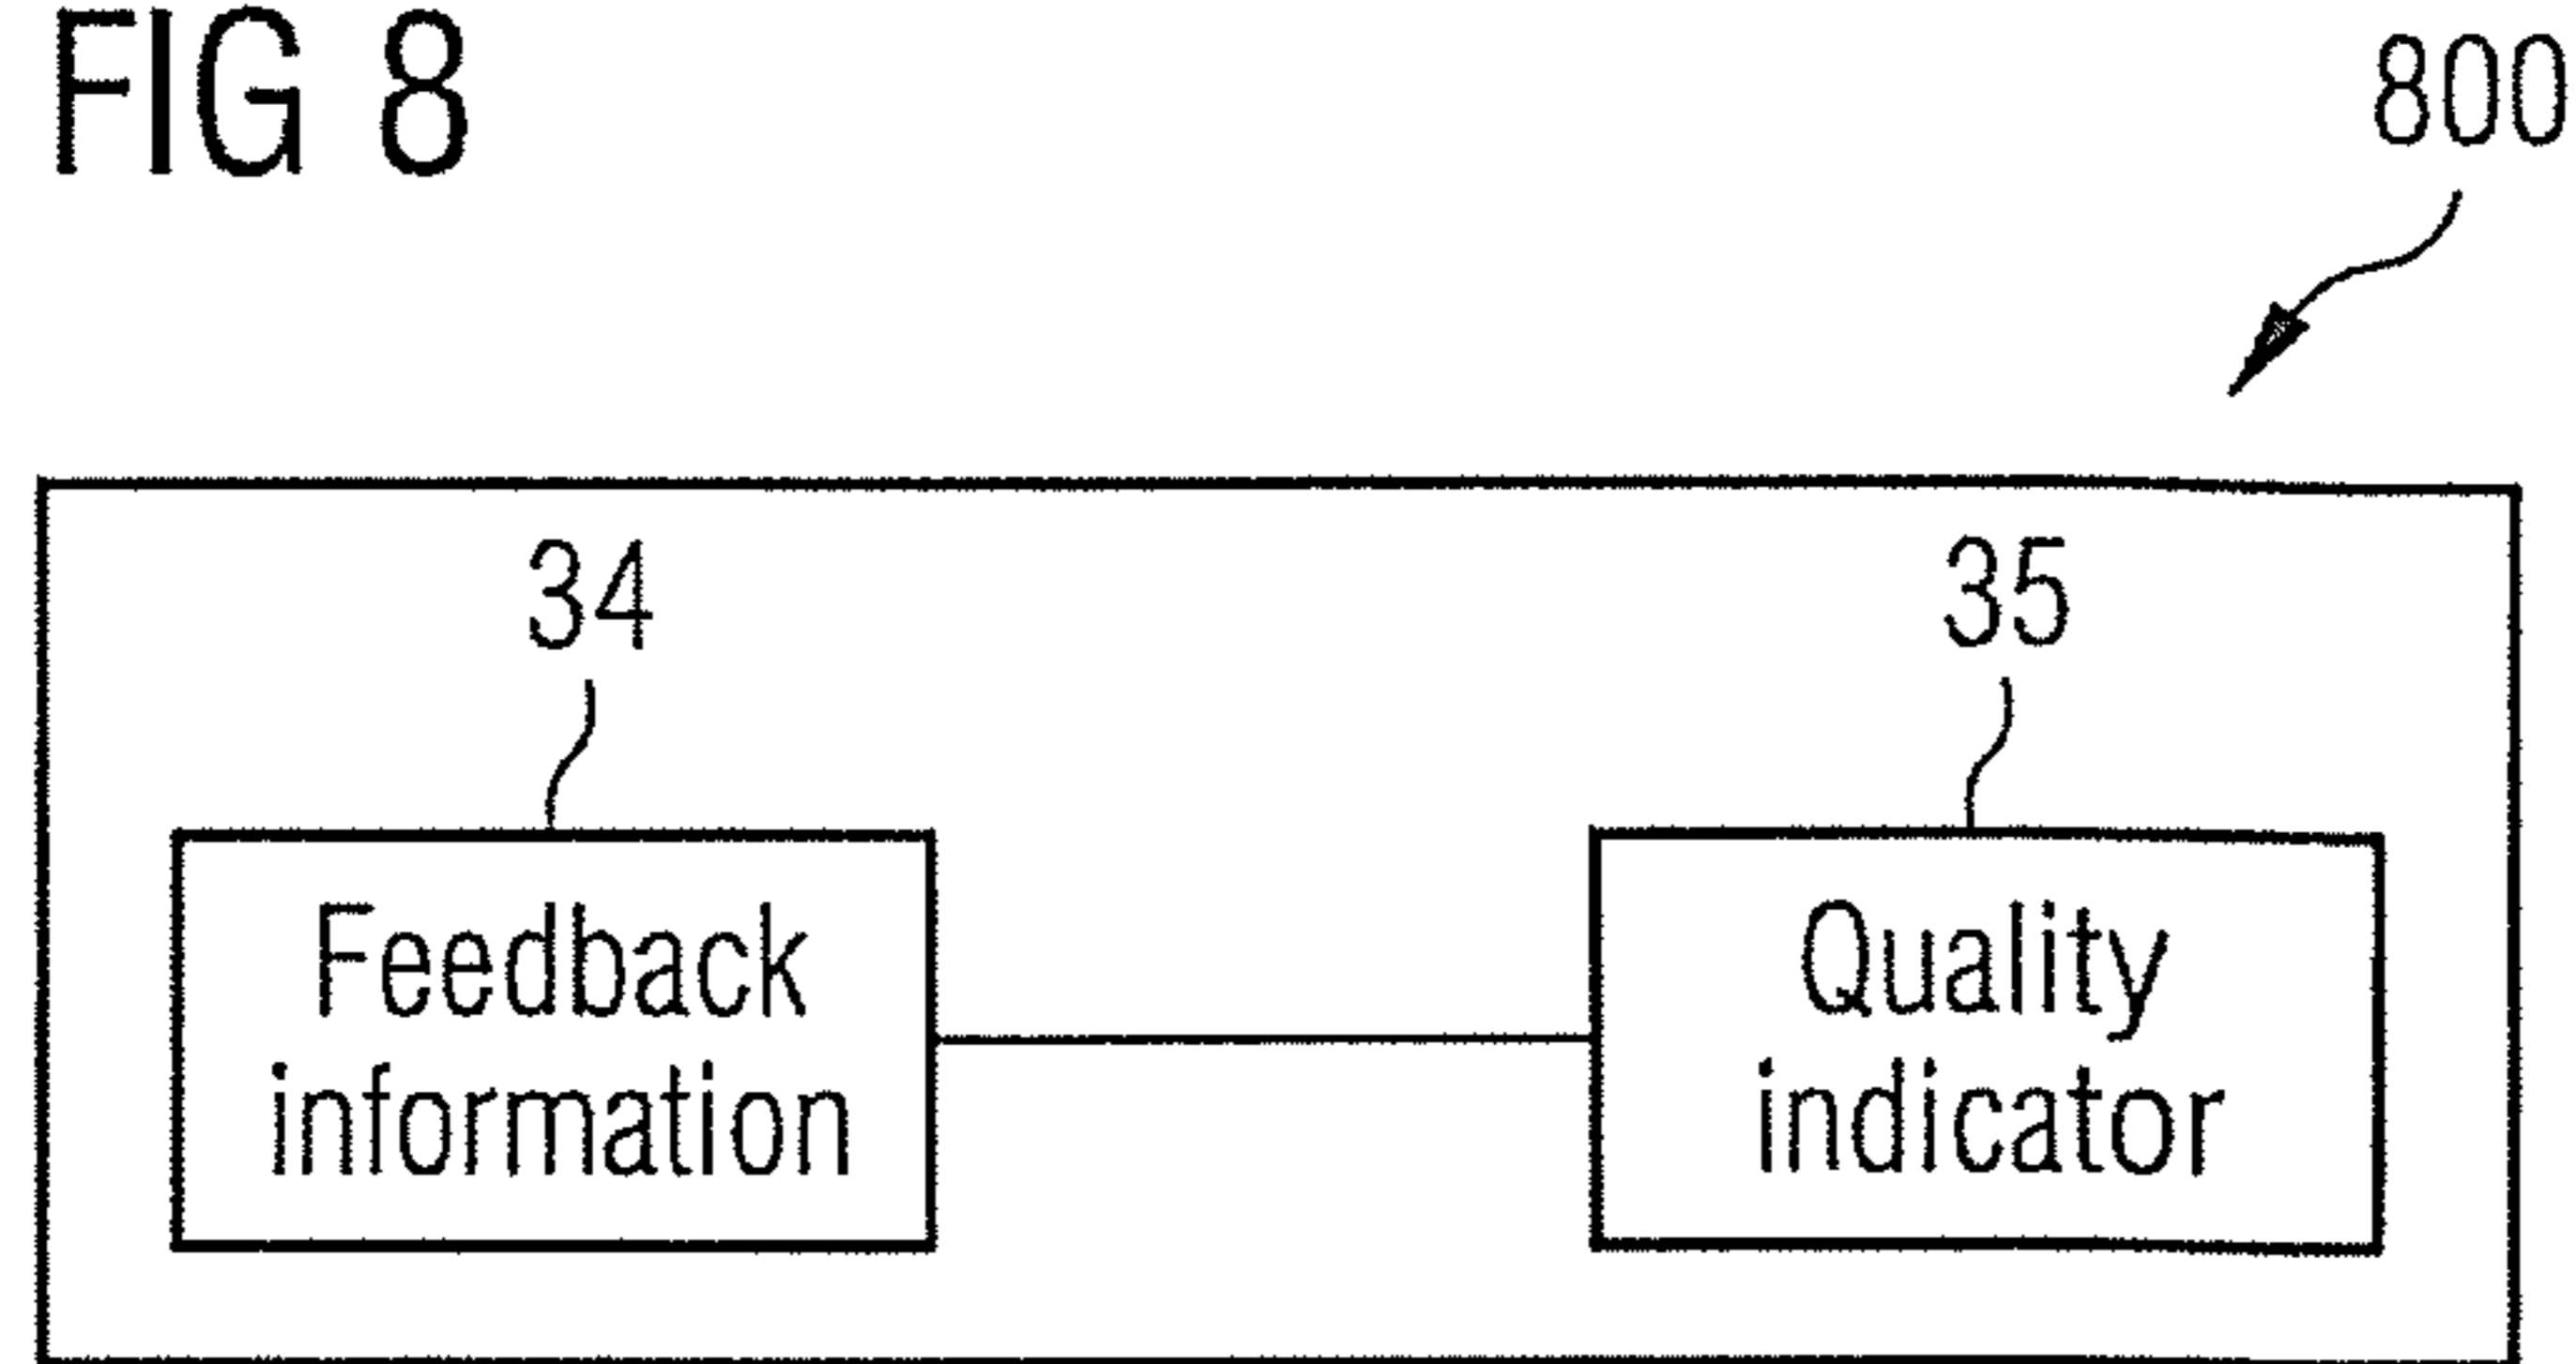 FIG 8
800
34
35
Feedback
information
Quality
indicator